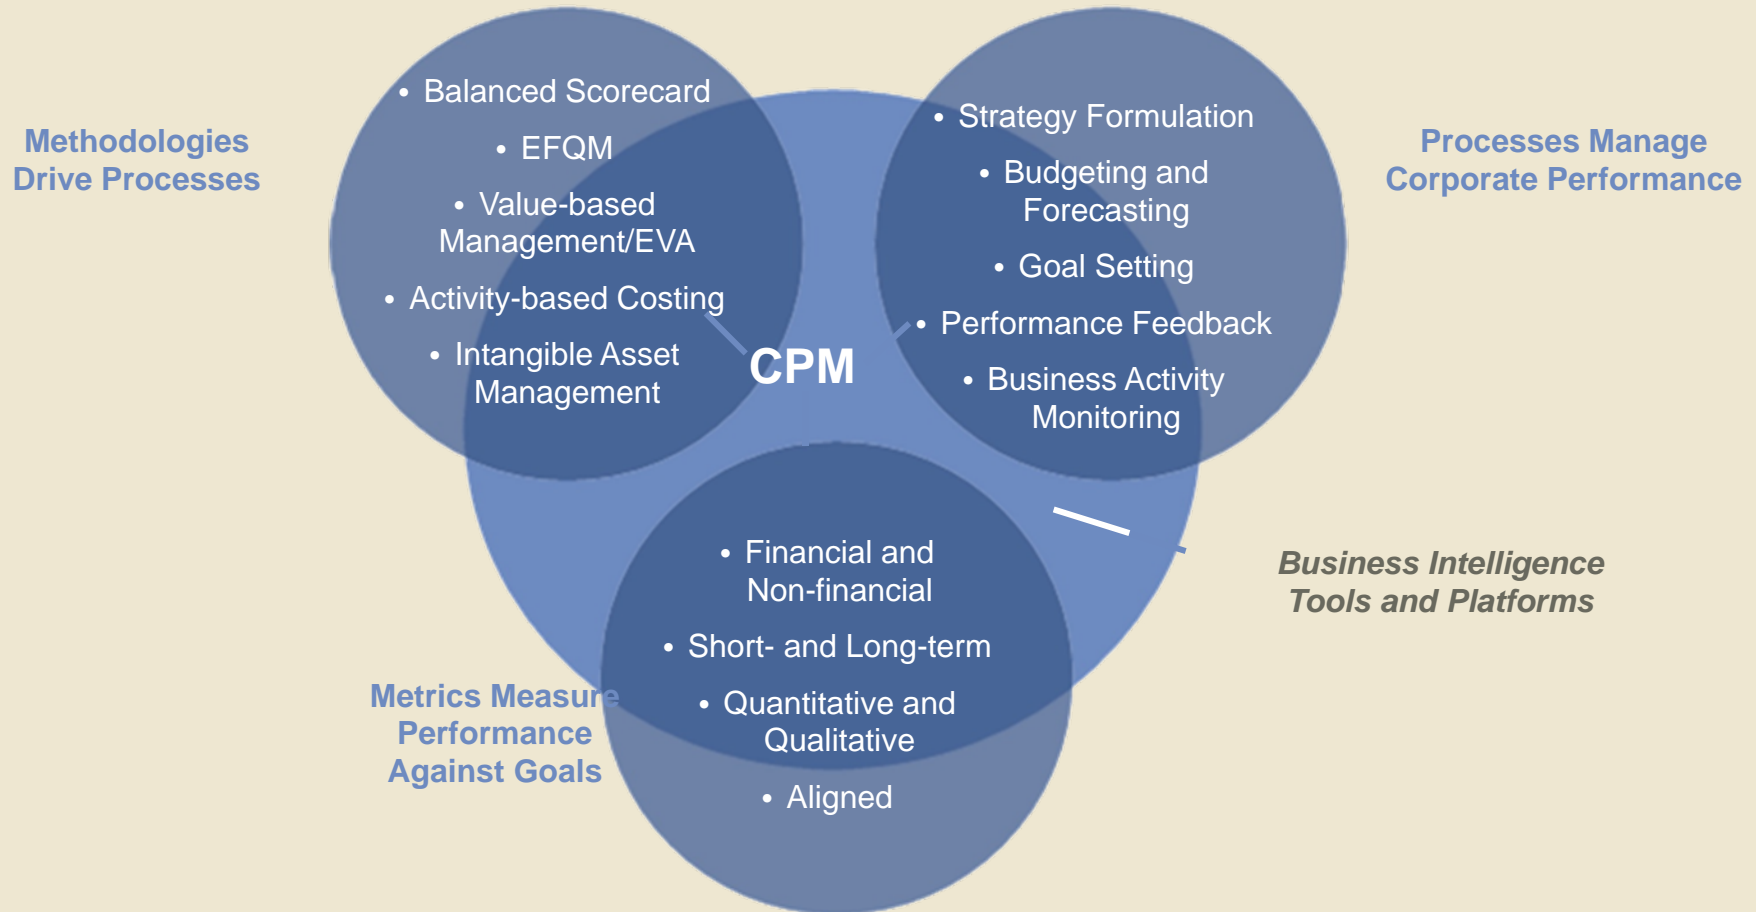 Methodologies
Drive Processes
• Balanced Scorecard
• EFQM
• Value-based
Management/EVA
• Activity-based Costing
• Intangible Asset
Management
• Strategy Formulation
• Budgeting and
Forecasting
• Goal Setting
• Performance Feedback
• Business Activity
Monitoring
Processes Manage
Corporate Performance
CPM
• Financial and
Non-financial
• Short- and Long-term
• Quantitative and
Qualitative
• Aligned
Business Intelligence
Tools and Platforms
Metrics Measure
Performance
Against Goals